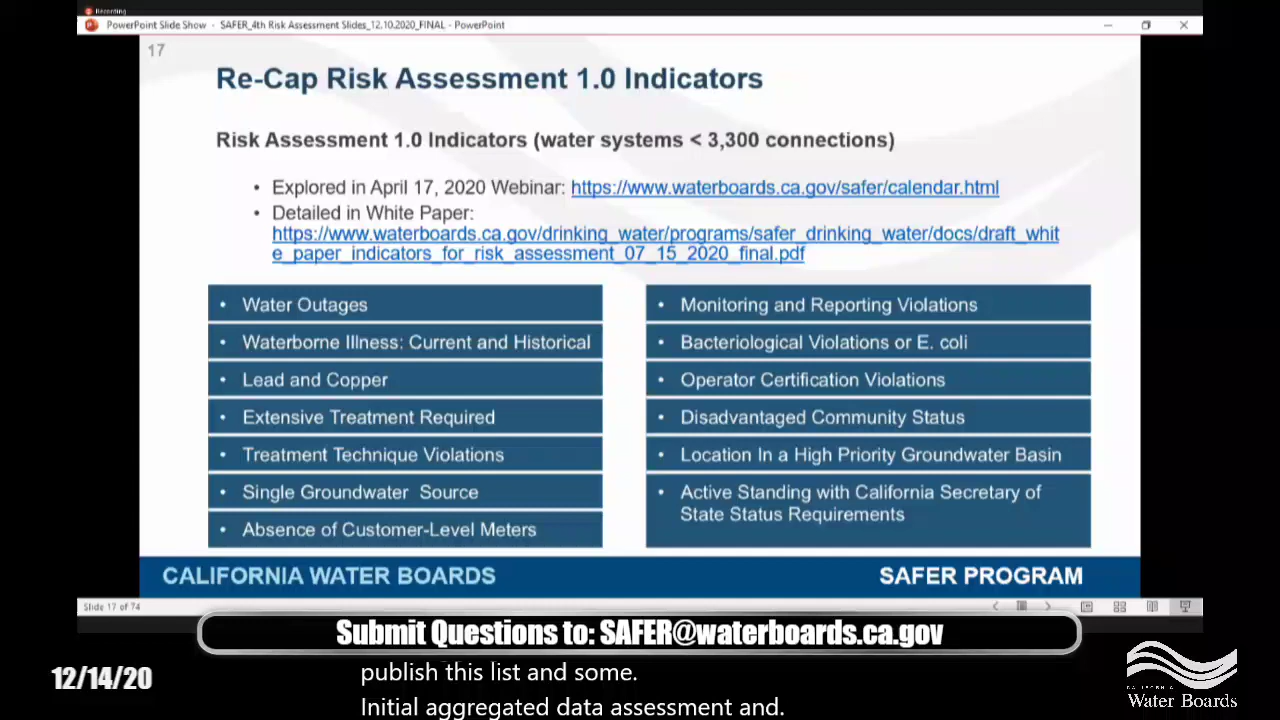 Recording
PowerPoint Slide Show - SAFER_4th Risk Assessment Slides_12.10.2020_FINAL - PowerPoint
17
Re-Cap Risk Assessment 1.0 Indicators
Risk Assessment 1.0 Indicators (water systems < 3,300 connections)
• Explored in April 17, 2020 Webinar: https://www.waterboards.ca.gov/safer/calendar.html
• Detailed in White Paper:
https://www.waterboards.ca.gov/drinking_water/programs/safer_drinking_water/docs/draft_whit
e_paper_indicators_for_risk_assessment_07_15_2020_final.pdf
• Water Outages
• Waterborne Illness: Current and Historical
• Lead and Copper
• Extensive Treatment Required
• Treatment Technique Violations
• Single Groundwater Source
• Absence of Customer-Level Meters
• Monitoring and Reporting Violations
• Bacteriological Violations or E. coli
• Operator Certification Violations
• Disadvantaged Community Status
• Location In a High Priority Groundwater Basin
• Active Standing with California Secretary of
State Status Requirements
CALIFORNIA WATER BOARDS
SAFER PROGRAM
Slide 17 of 74
Submit Questions to: SAFER@waterboards.ca.gov
publish this list and some.
Initial aggregated data assessment and.
12/14/20
CALIFORNIA
Water Boards